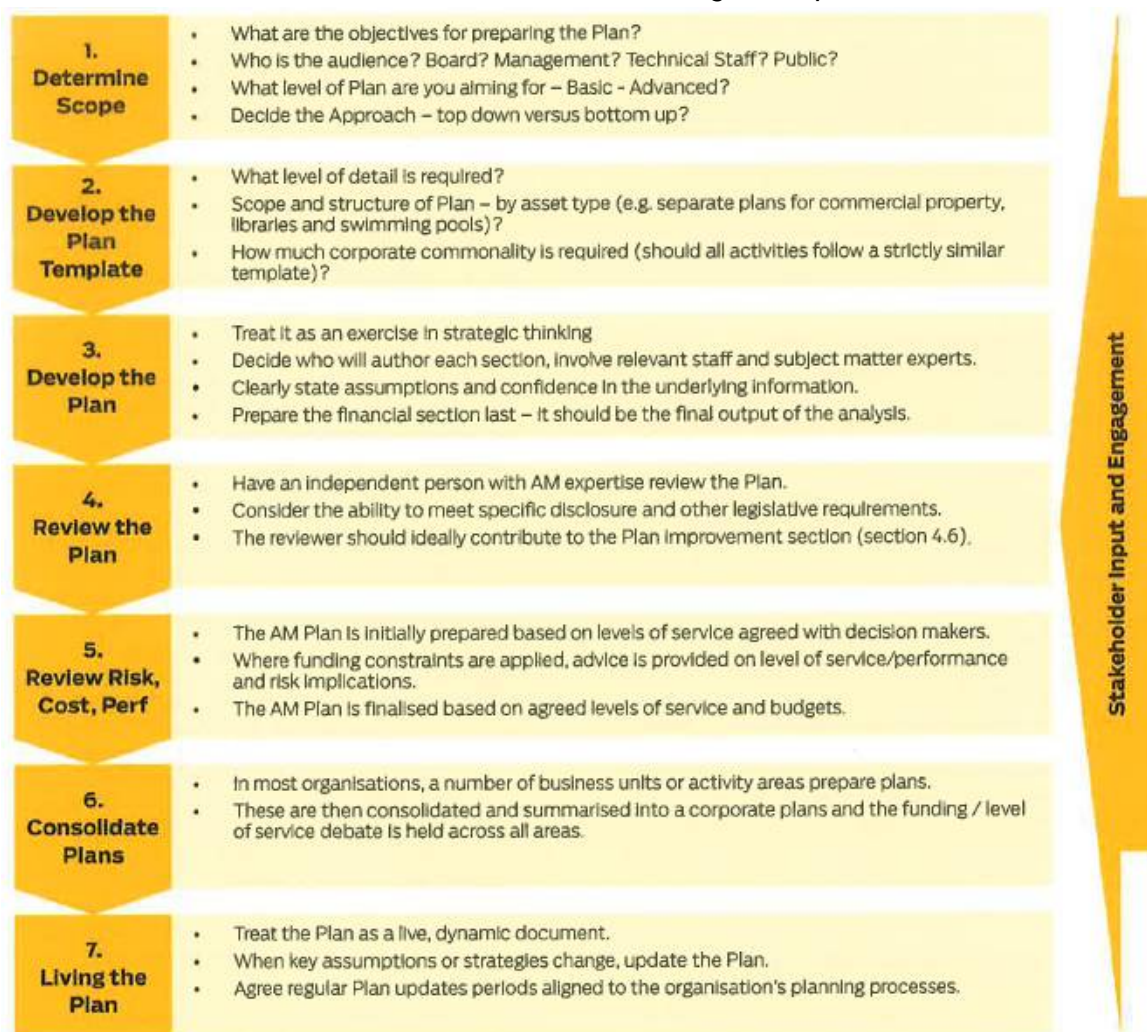 1.
Determine
Scope
• What are the objectives for preparing the Plan?
• Who is the audience? Board? Management? Technical Staff? Public?
• What level of Plan are you aiming for – Basic - Advanced?
• Decide the Approach – top down versus bottom up?
2.
Develop the
Plan
Template
• What level of detail is required?
• Scope and structure of Plan – by asset type (e.g. separate plans for commercial property,
libraries and swimming pools)?
• How much corporate commonality is required (should all activities follow a strictly similar
template)?
3.
Develop the
Plan
• Treat it as an exercise in strategic thinking
• Decide who will author each section, involve relevant staff and subject matter experts.
• Clearly state assumptions and confidence in the underlying information.
• Prepare the financial section last – it should be the final output of the analysis.
4.
Review the
Plan
• Have an independent person with AM expertise review the Plan.
• Consider the ability to meet specific disclosure and other legislative requirements.
• The reviewer should ideally contribute to the Plan improvement section (section 4.6).
5.
Review Risk,
Cost, Perf
• The AM Plan is initially prepared based on levels of service agreed with decision makers.
• Where funding constraints are applied, advice is provided on level of service/performance
and risk implications.
• The AM Plan is finalised based on agreed levels of service and budgets.
6.
Consolidate
Plans
• In most organisations, a number of business units or activity areas prepare plans.
• These are then consolidated and summarised into a corporate plans and the funding / level
of service debate is held across all areas.
7.
Living the
Plan
• Treat the Plan as a live, dynamic document.
• When key assumptions or strategies change, update the Plan.
• Agree regular Plan updates periods aligned to the organisation's planning processes.
Stakeholder Input and Engagement